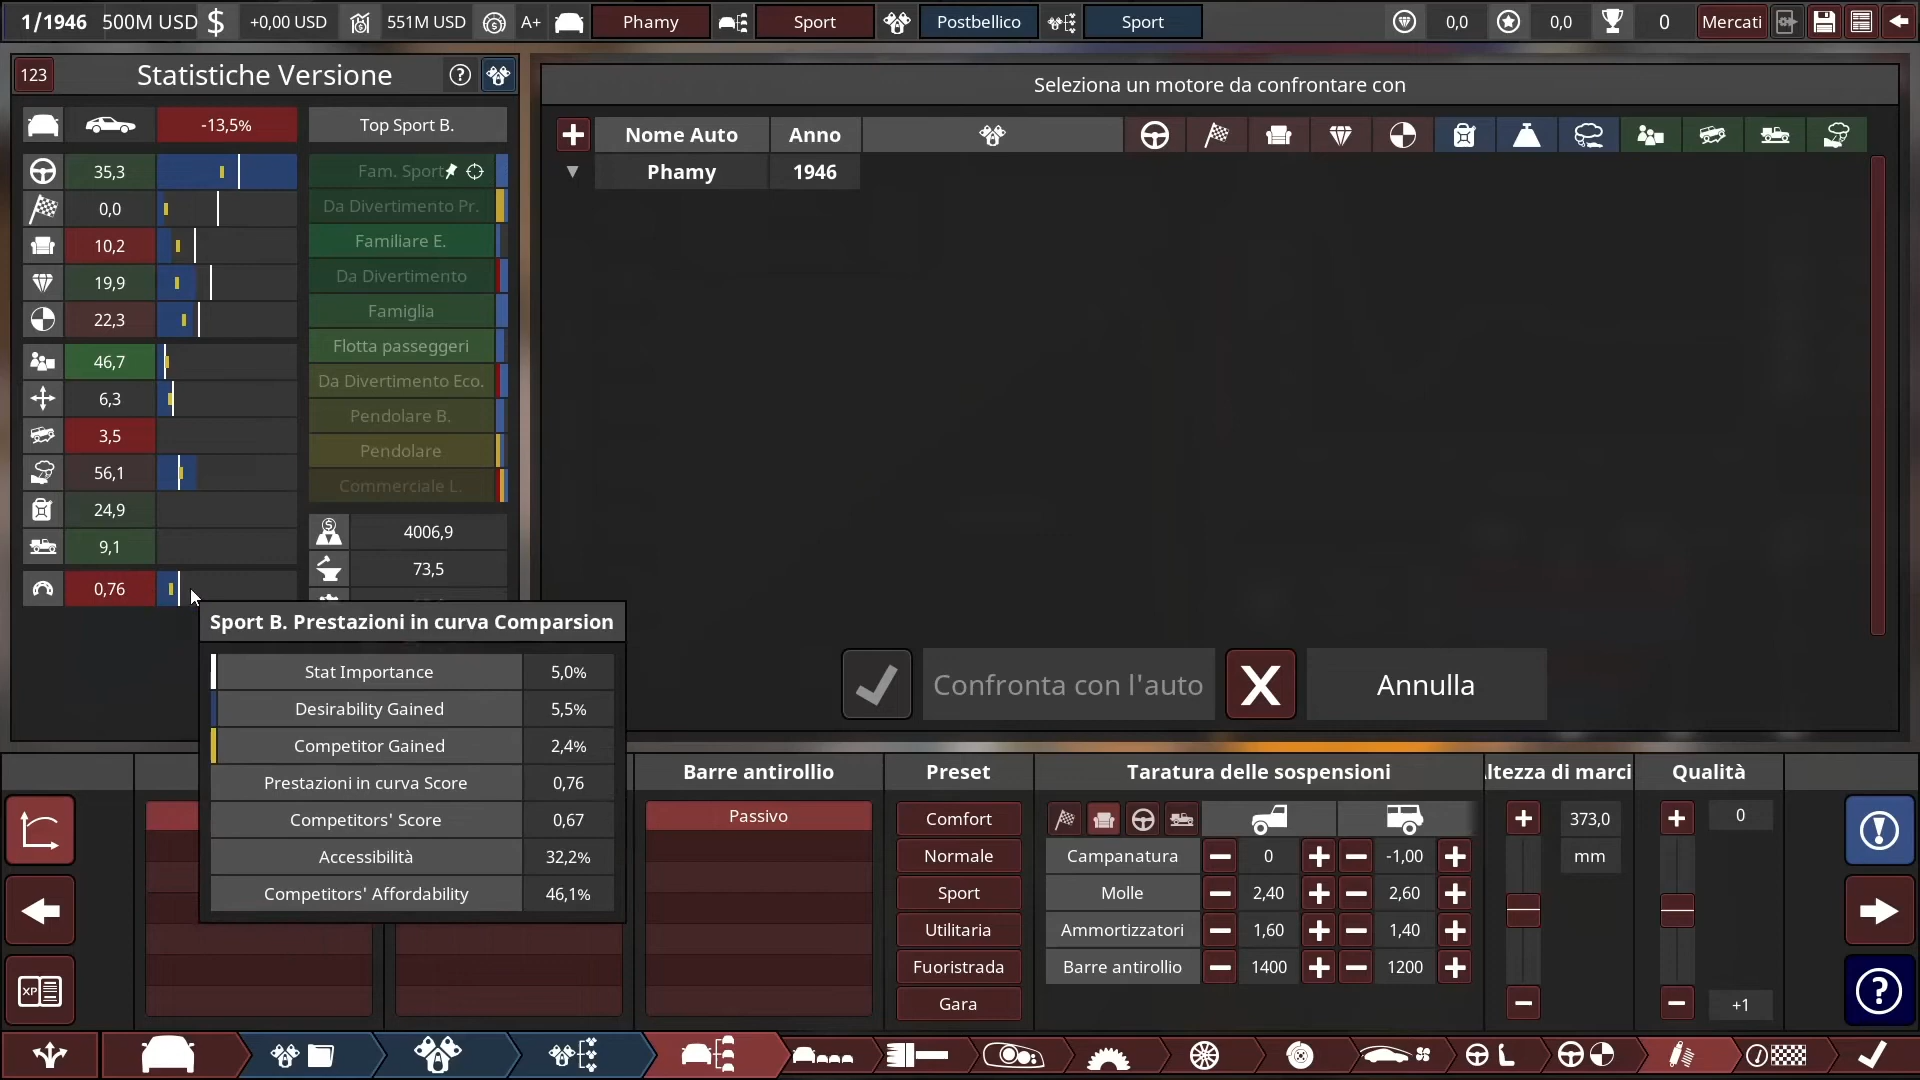 1/1946 500M USD +0,00 USD 551M USD A+ Phamy Sport Postbellico Sport 0,0 0,0 0 Mercati
123 Statistiche Versione
-13,5% Top Sport B.
35,3 Fam. Sport
0,0 Da Divertimento Pr.
10,2 Familiare E.
19,9 Da Divertimento
22,3 Famiglia
46,7 Flotta passeggeri
6,3 Da Divertimento Eco.
3,5 Pendolare B.
56,1 Pendolare
24,9 Commerciale L.
9,1
0,76
4006,9
73,5
Seleziona un motore da confrontare con
Nome Auto Anno
Phamy 1946
Confronta con l'auto Annulla
Sport B. Prestazioni in curva Comparsion
Stat Importance 5,0%
Desirability Gained 5,5%
Competitor Gained 2,4%
Prestazioni in curva Score 0,76
Competitors' Score 0,67
Accessibilità 32,2%
Competitors' Affordability 46,1%
Barre antirollio
Passivo
Preset
Comfort
Normale
Sport
Utilitaria
Fuoristrada
Gara
Taratura delle sospensioni
Campanatura 0 -1,00
Molle 2,40 2,60
Ammortizzatori 1,60 1,40
Barre antirollio 1400 1200
ltezza di marci
373,0
mm
Qualità
0
+1
XP